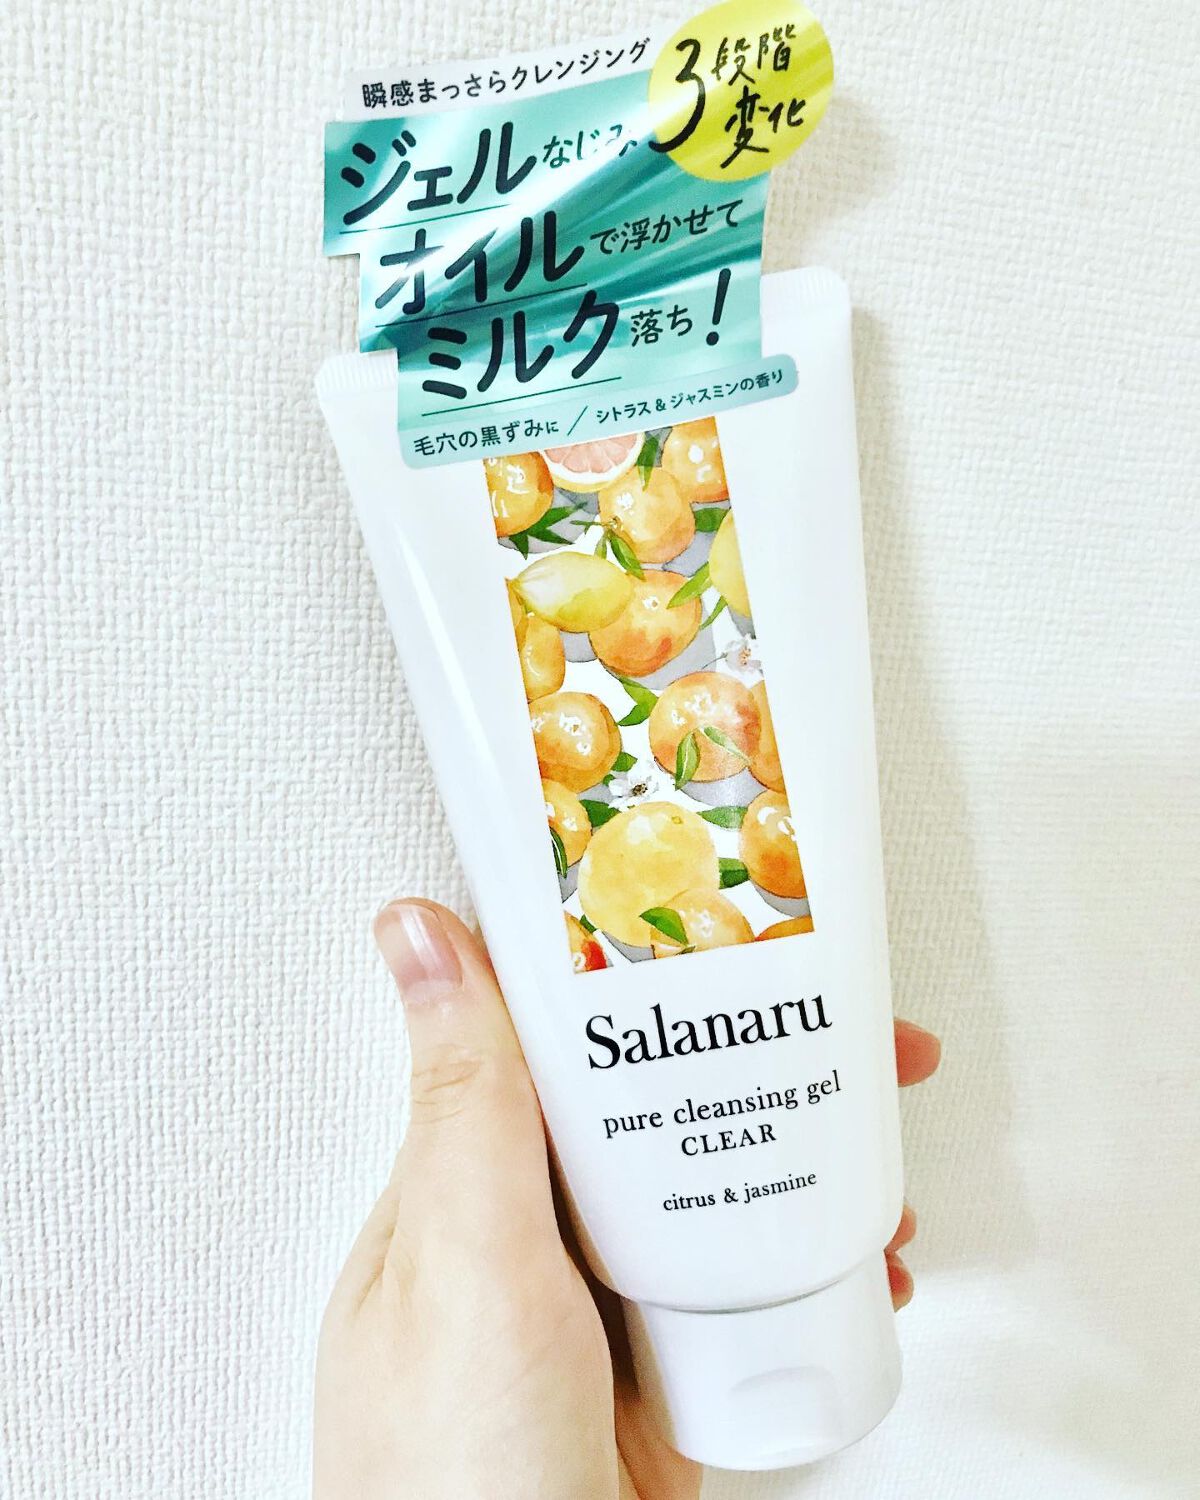 瞬感まっさらクレンジング
3段階
変化
ジェルなじみ
オイルで浮かせて
ミルク落ち!
毛穴の黒ずみに / シトラス&ジャスミンの香り
Salanaru
pure cleansing gel
CLEAR
citrus & jasmine